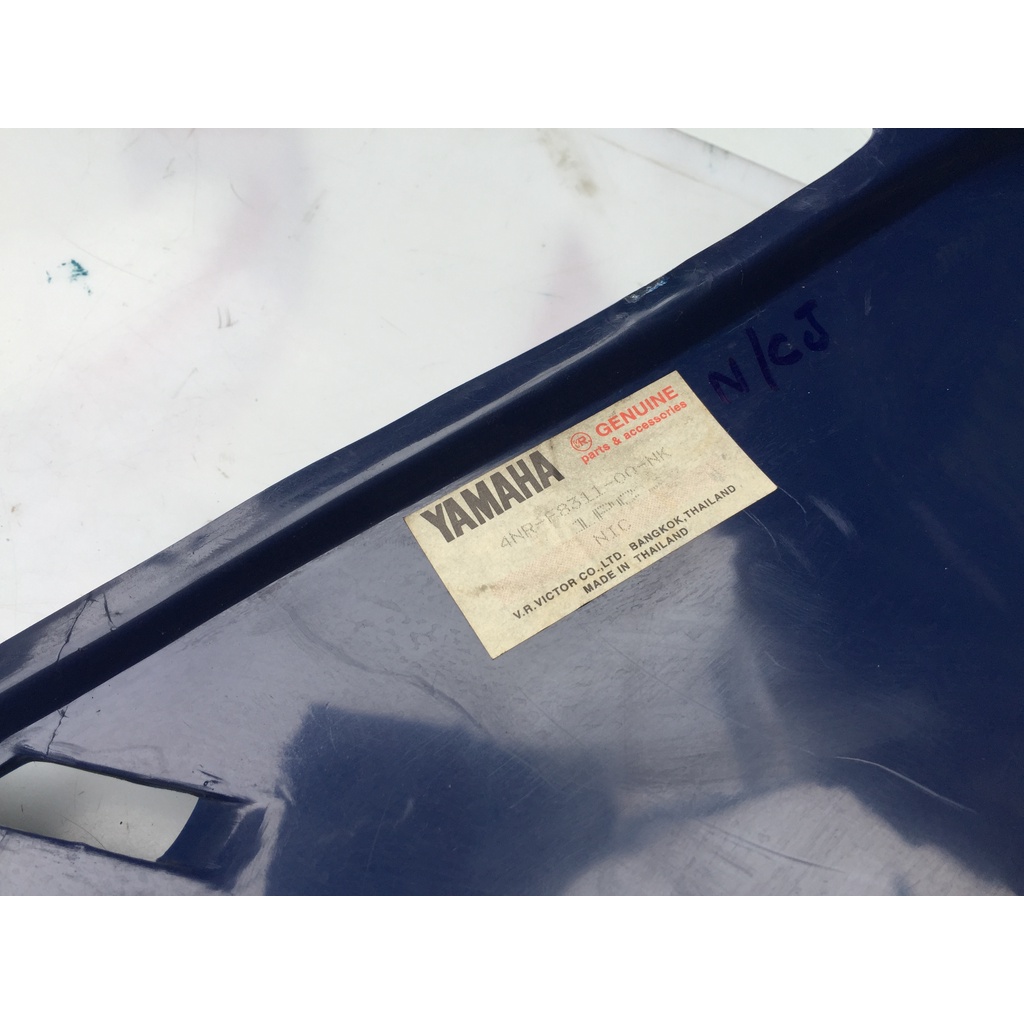 YAMAHA
® GENUINE
parts & accessories
4NR-F8311-00-NK
NIC
V.R. VICTOR CO.,LTD. BANGKOK,THAILAND
MADE IN THAILAND
N/CJ